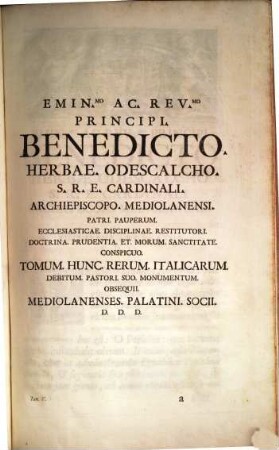 EMIN.MO AC. REV.MO
PRINCIPI.
BENEDICTO.
HERBAE. ODESCALCHO.
S. R. E. CARDINALI.
ARCHIEPISCOPO. MEDIOLANENSI.
PATRI. PAUPERUM.
ECCLESIASTICAE. DISCIPLINAE. RESTITUTORI.
DOCTRINA. PRUDENTIA. ET. MORUM. SANCTITATE.
CONSPICUO.
TOMUM. HUNC. RERUM. ITALICARUM.
DEBITUM. PASTORI. SUO. MONUMENTUM.
OBSEQUII.
MEDIOLANENSES. PALATINI. SOCII.
D. D. D.
a